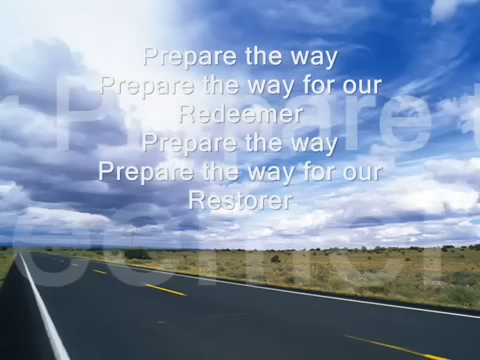 Prepare the way
Prepare the way for our
Redeemer
Prepare the way
Prepare the way for our
Restorer